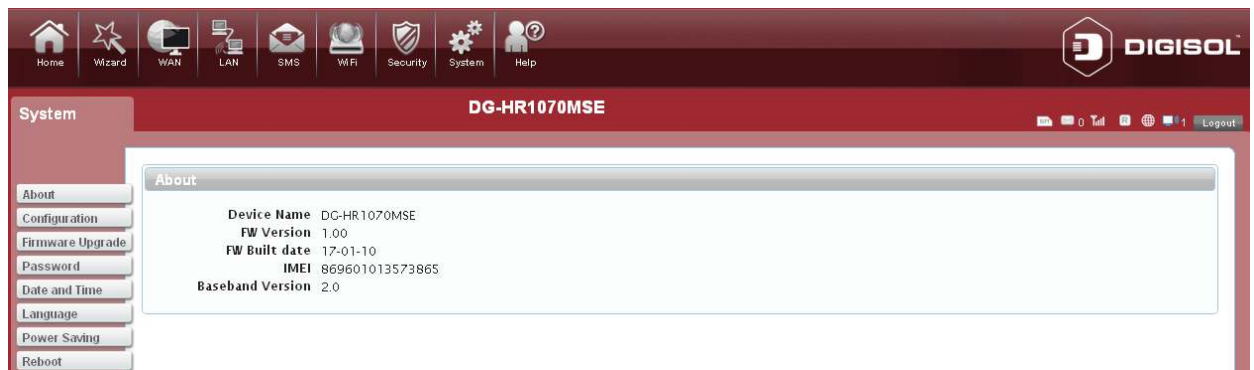 Home Wizard WAN LAN SMS WiFi Security System Help
DIGISOL
System
DG-HR1070MSE
0 R 1 Logout
About
Configuration
Firmware Upgrade
Password
Date and Time
Language
Power Saving
Reboot
About
Device Name DG-HR1070MSE
FW Version 1.00
FW Built date 17-01-10
IMEI 869601013573865
Baseband Version 2.0